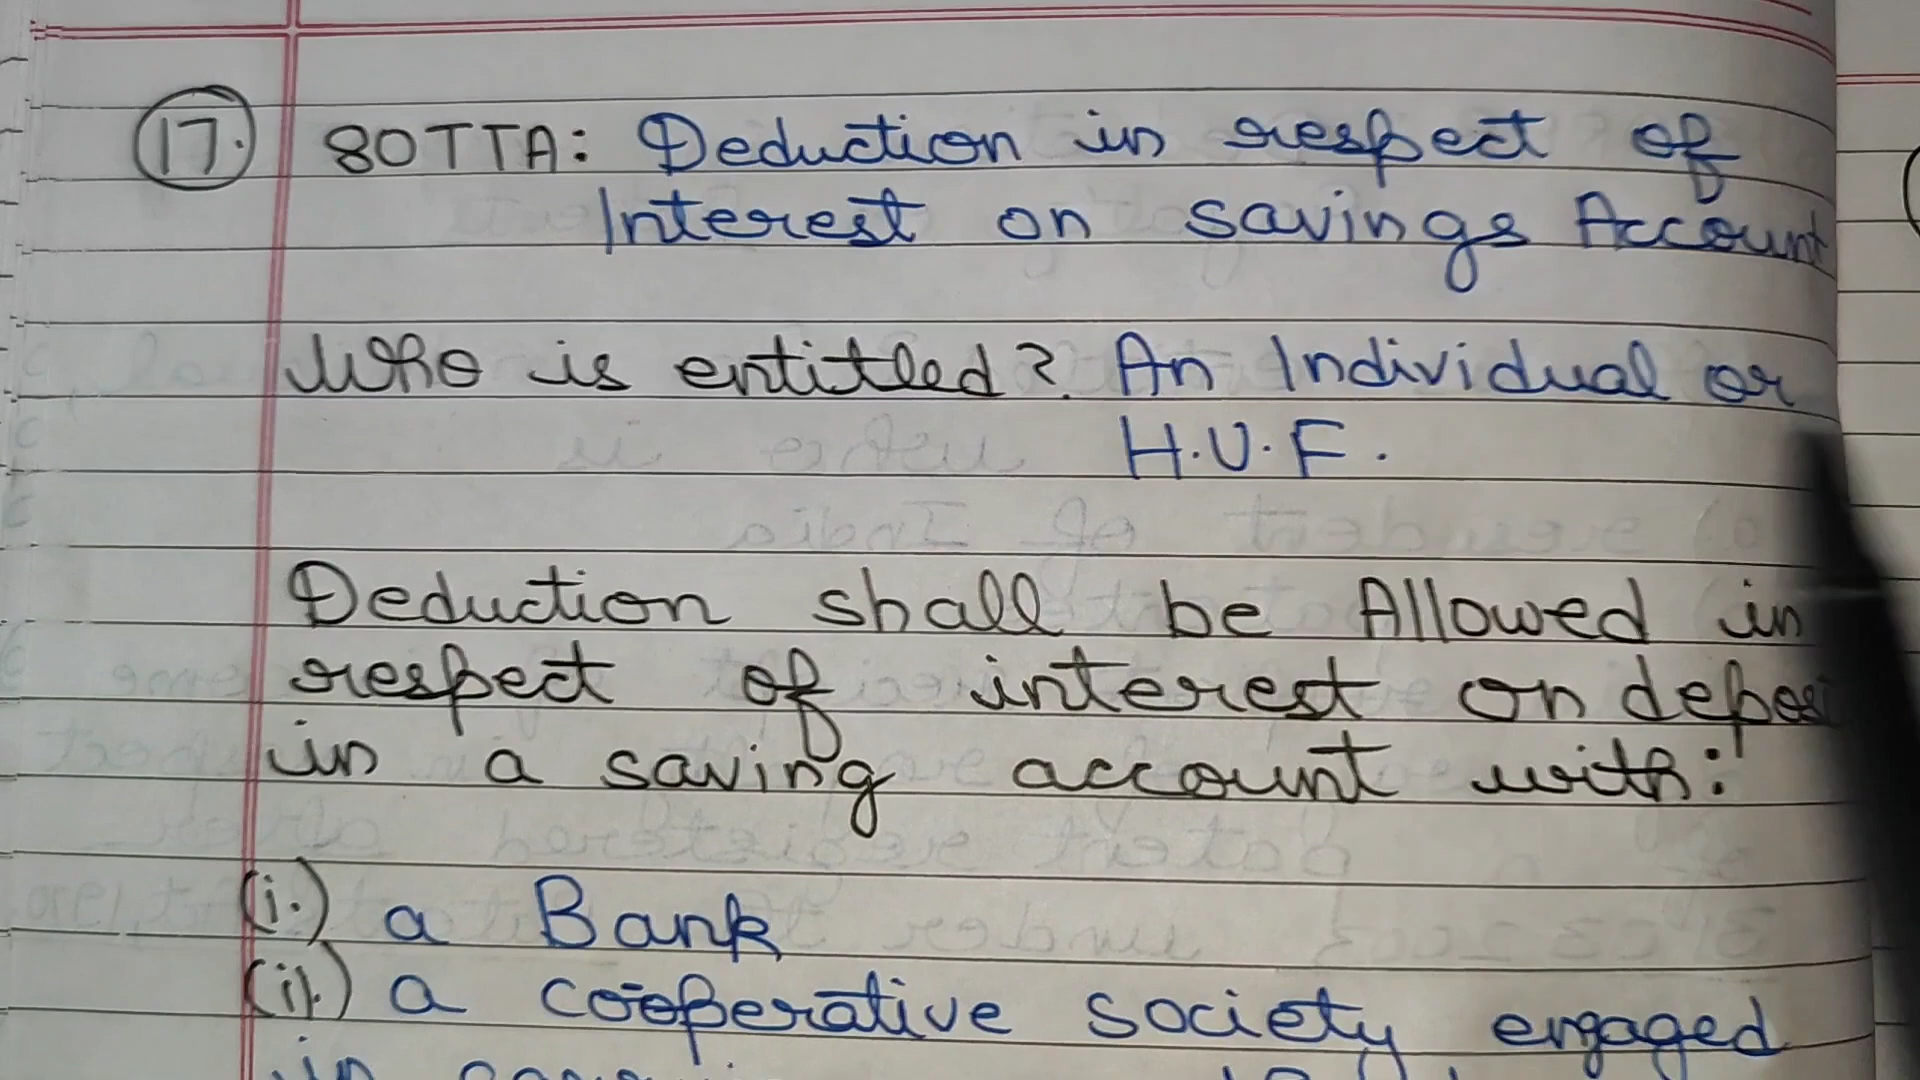 17. 80TTA: Deduction in respect of
Interest on savings Account
Who is entitled? An Individual or
H.U.F.
Deduction shall be Allowed in
respect of interest on
in a saving account with:
(i.) a Bank
(ii.) a cooperative society engaged
in